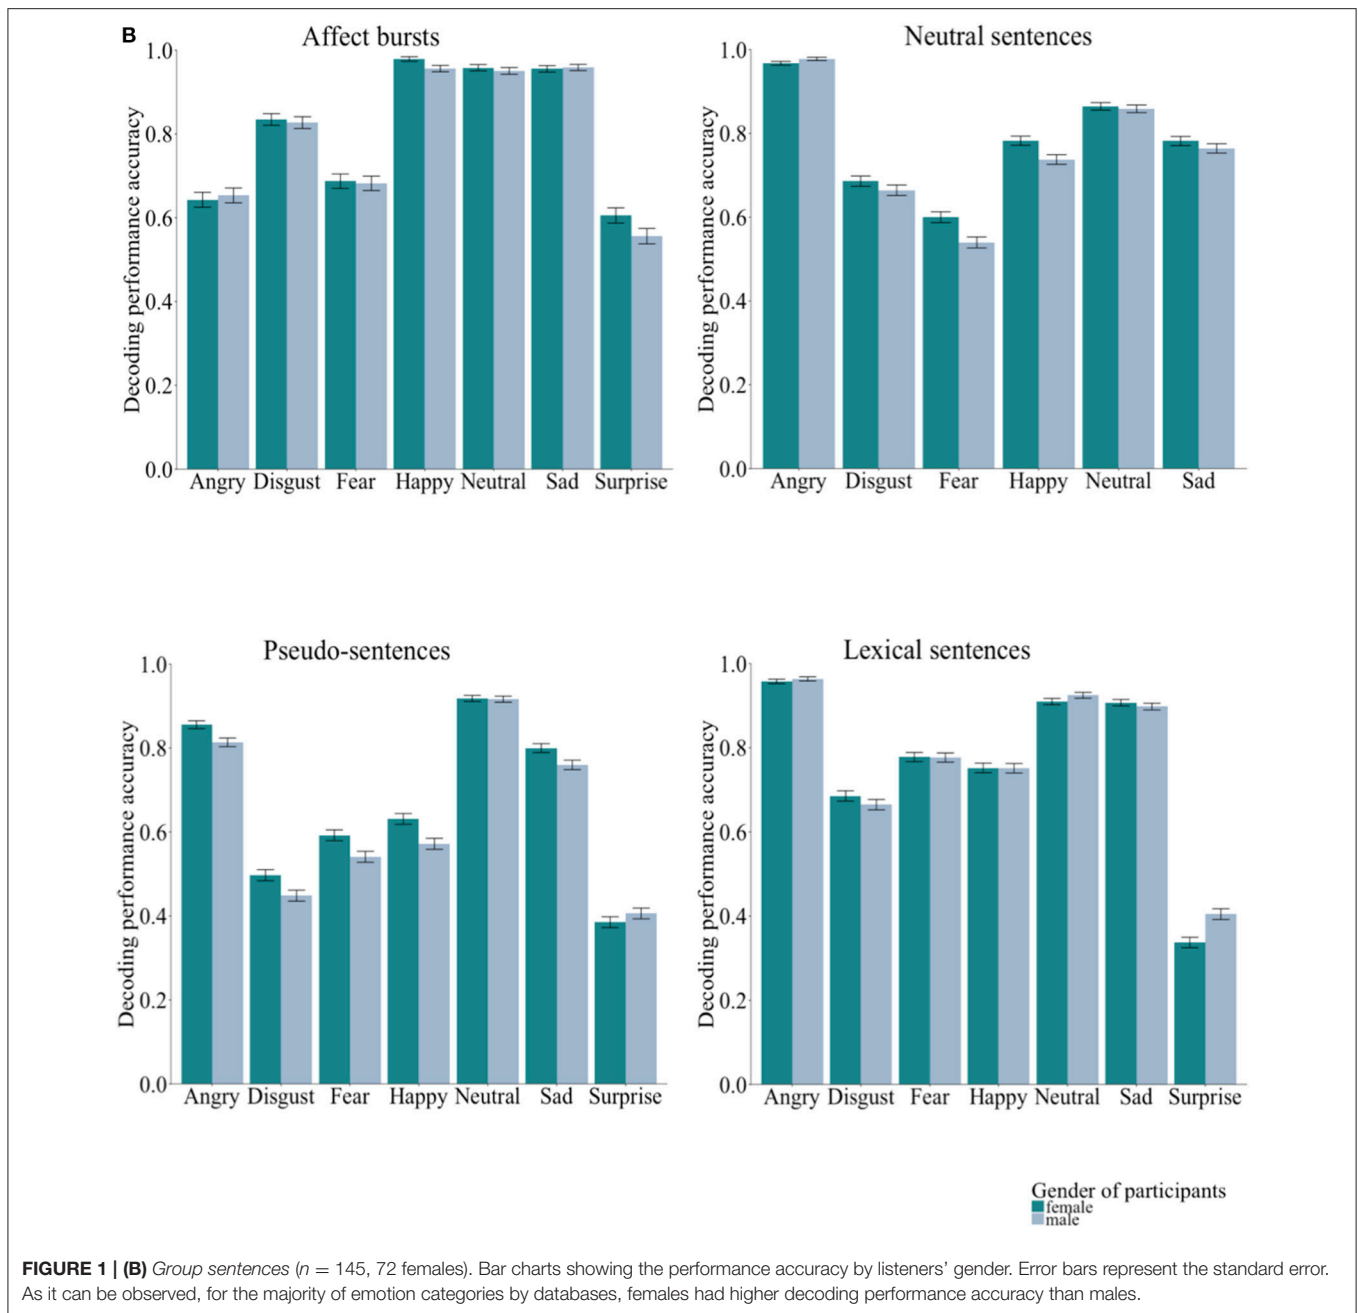 B
Affect bursts
Decoding performance accuracy
1.0
0.8
0.6
0.4
0.2
0.0
Angry Disgust Fear Happy Neutral Sad Surprise
Neutral sentences
Decoding performance accuracy
1.0
0.8
0.6
0.4
0.2
0.0
Angry Disgust Fear Happy Neutral Sad
Pseudo-sentences
Decoding performance accuracy
1.0
0.8
0.6
0.4
0.2
0.0
Angry Disgust Fear Happy Neutral Sad Surprise
Lexical sentences
Decoding performance accuracy
1.0
0.8
0.6
0.4
0.2
0.0
Angry Disgust Fear Happy Neutral Sad Surprise
Gender of participants
female
male
FIGURE 1 | (B) Group sentences (n = 145, 72 females). Bar charts showing the performance accuracy by listeners' gender. Error bars represent the standard error.
As it can be observed, for the majority of emotion categories by databases, females had higher decoding performance accuracy than males.